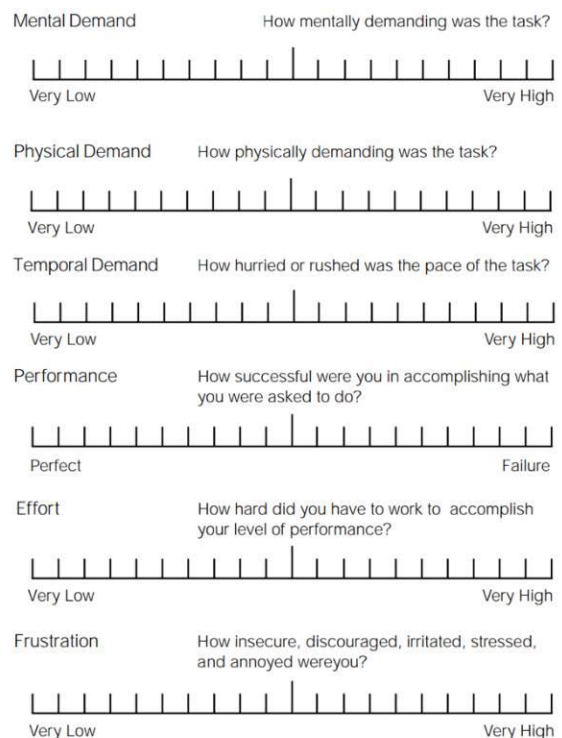 Mental Demand How mentally demanding was the task?
Very Low Very High
Physical Demand How physically demanding was the task?
Very Low Very High
Temporal Demand How hurried or rushed was the pace of the task?
Very Low Very High
Performance How successful were you in accomplishing what
you were asked to do?
Perfect Failure
Effort How hard did you have to work to accomplish
your level of performance?
Very Low Very High
Frustration How insecure, discouraged, irritated, stressed,
and annoyed wereyou?
Very Low Very High